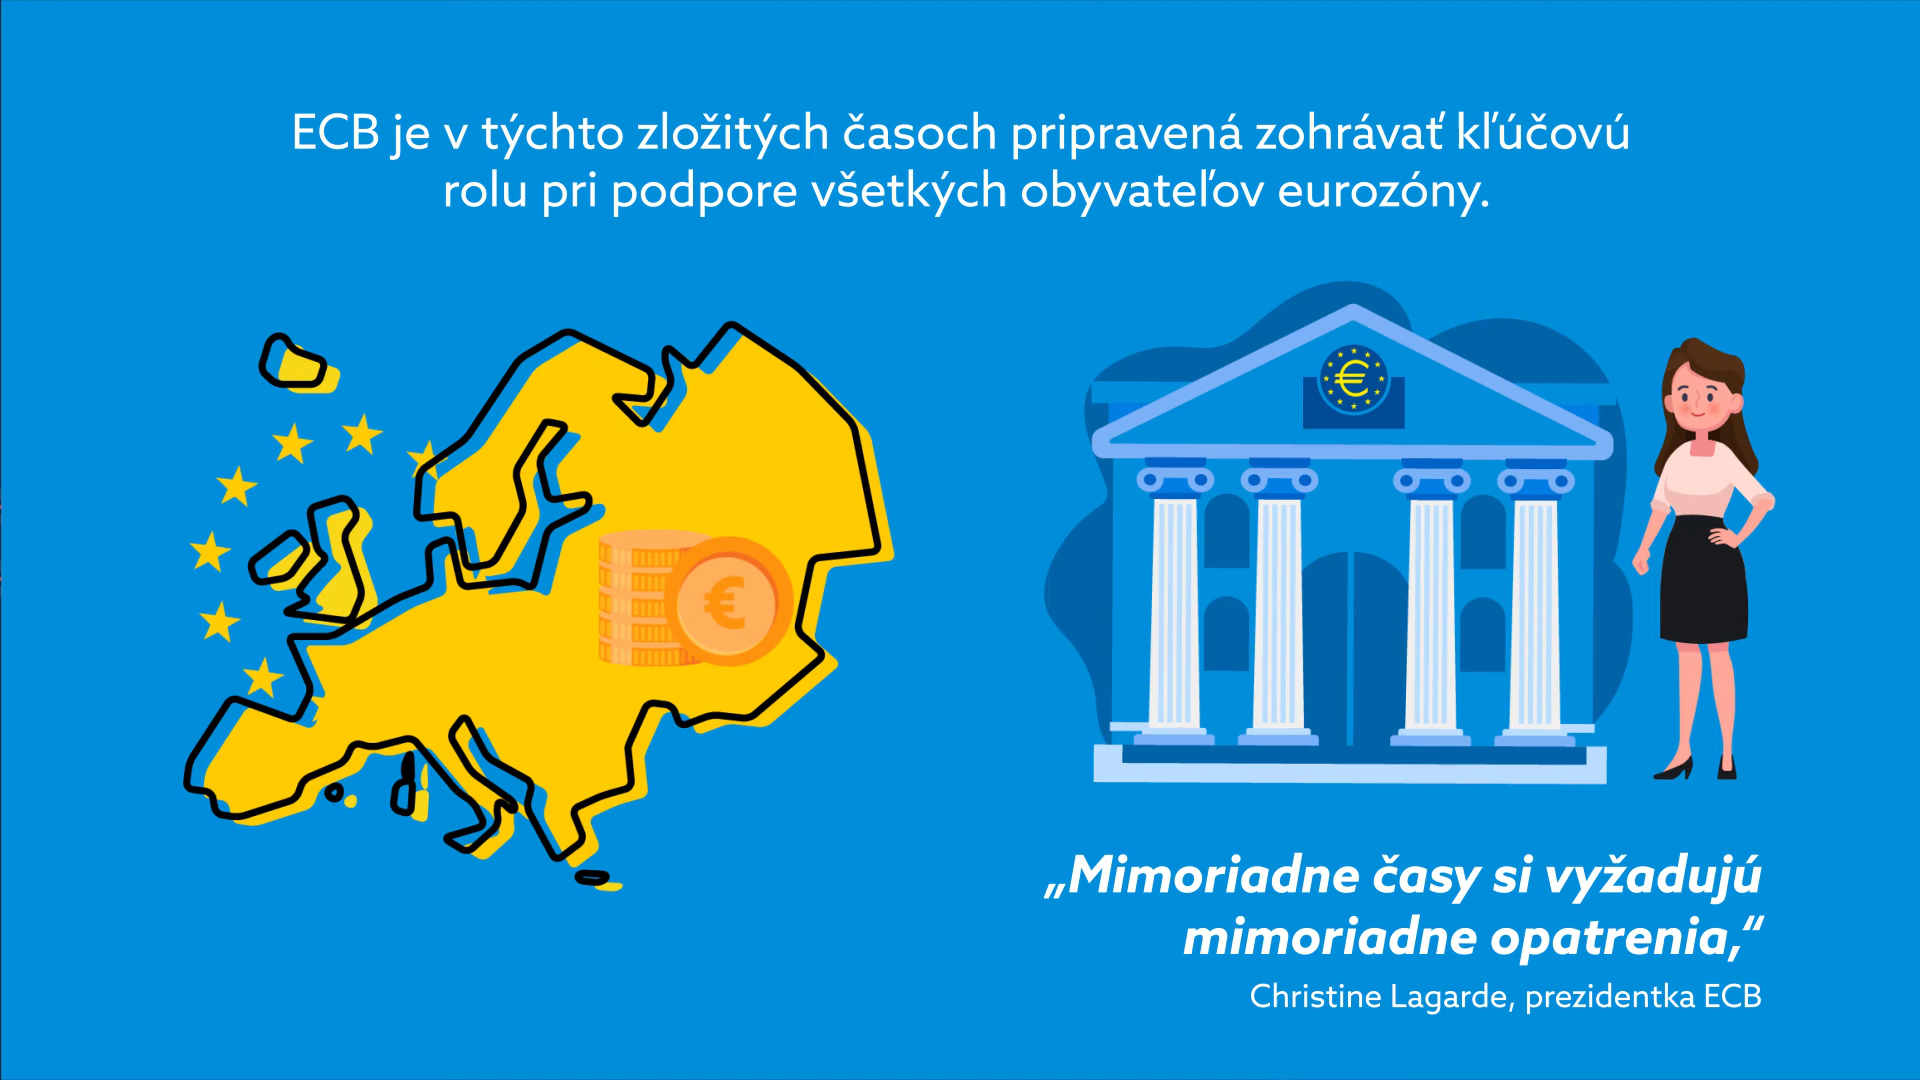 ECB je v týchto zložitých časoch pripravená zohrávať kľúčovú
rolu pri podpore všetkých obyvateľov eurozóny.
€
€
„Mimoriadne časy si vyžadujú
mimoriadne opatrenia,“
Christine Lagarde, prezidentka ECB